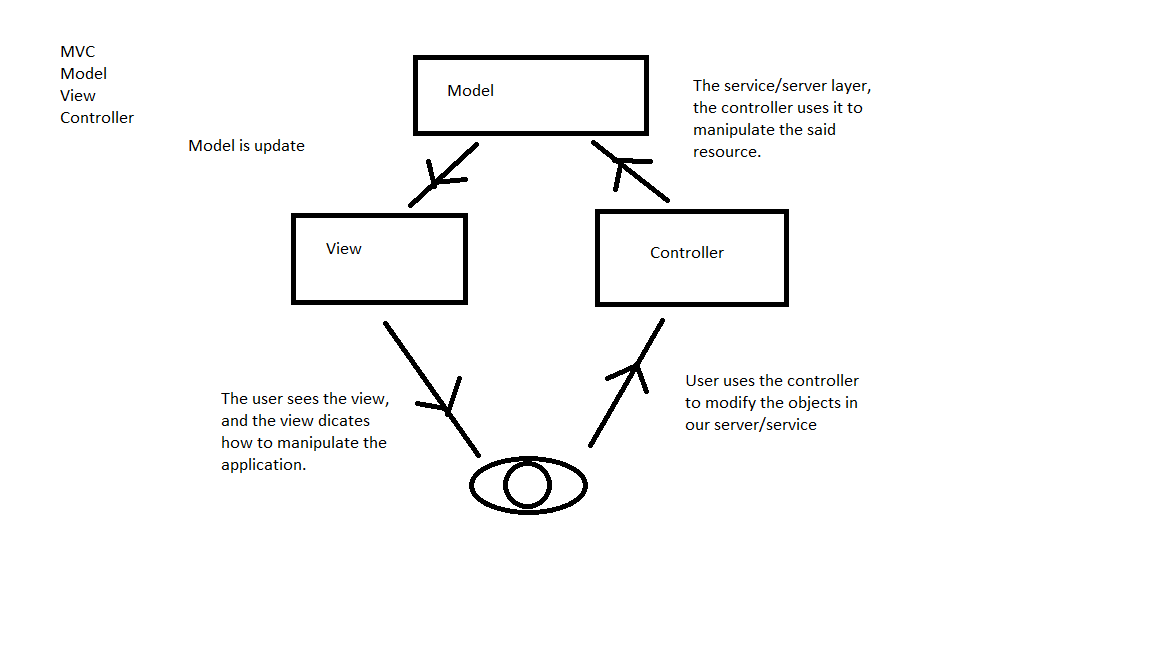 MVC
Model
View
Controller
Model
The service/server layer,
the controller uses it to
manipulate the said
resource.
Model is update
View
Controller
The user sees the view,
and the view dicates
how to manipulate the
application.
User uses the controller
to modify the objects in
our server/service